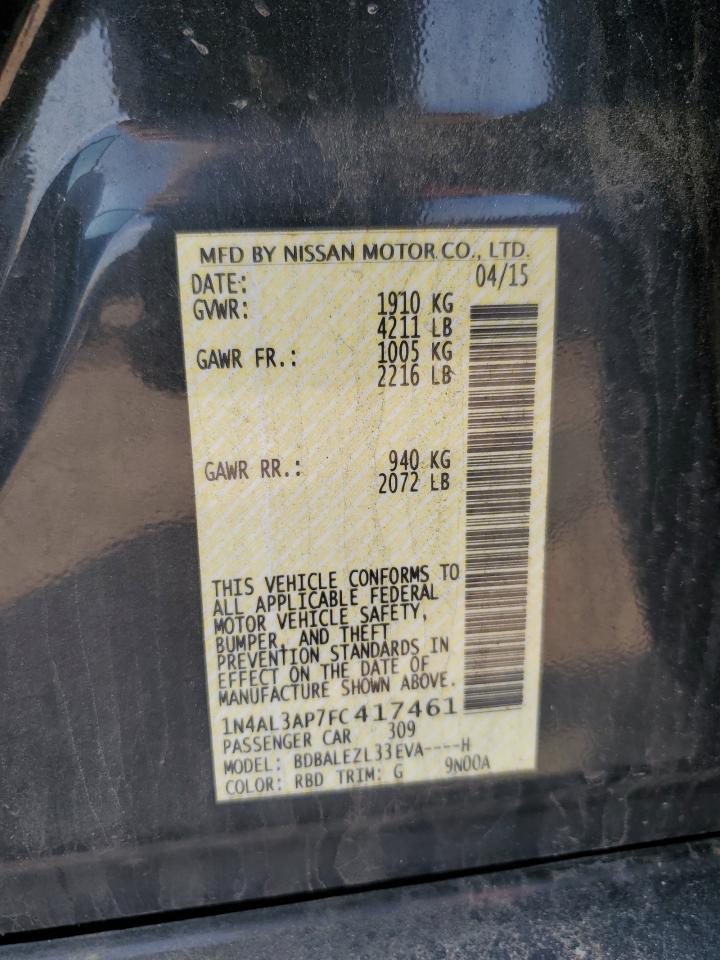 MFD BY NISSAN MOTOR CO., LTD.
DATE: 04/15
GVWR: 1910 KG
4211 LB
GAWR FR.: 1005 KG
2216 LB
GAWR RR.: 940 KG
2072 LB
THIS VEHICLE CONFORMS TO
ALL APPLICABLE FEDERAL
MOTOR VEHICLE SAFETY,
BUMPER, AND THEFT
PREVENTION STANDARDS IN
EFFECT ON THE DATE OF
MANUFACTURE SHOWN ABOVE.
1N4AL3AP7FC417461
PASSENGER CAR 309
MODEL: BDBALEZL33EVA----H
COLOR: RBD TRIM: G 9N00A